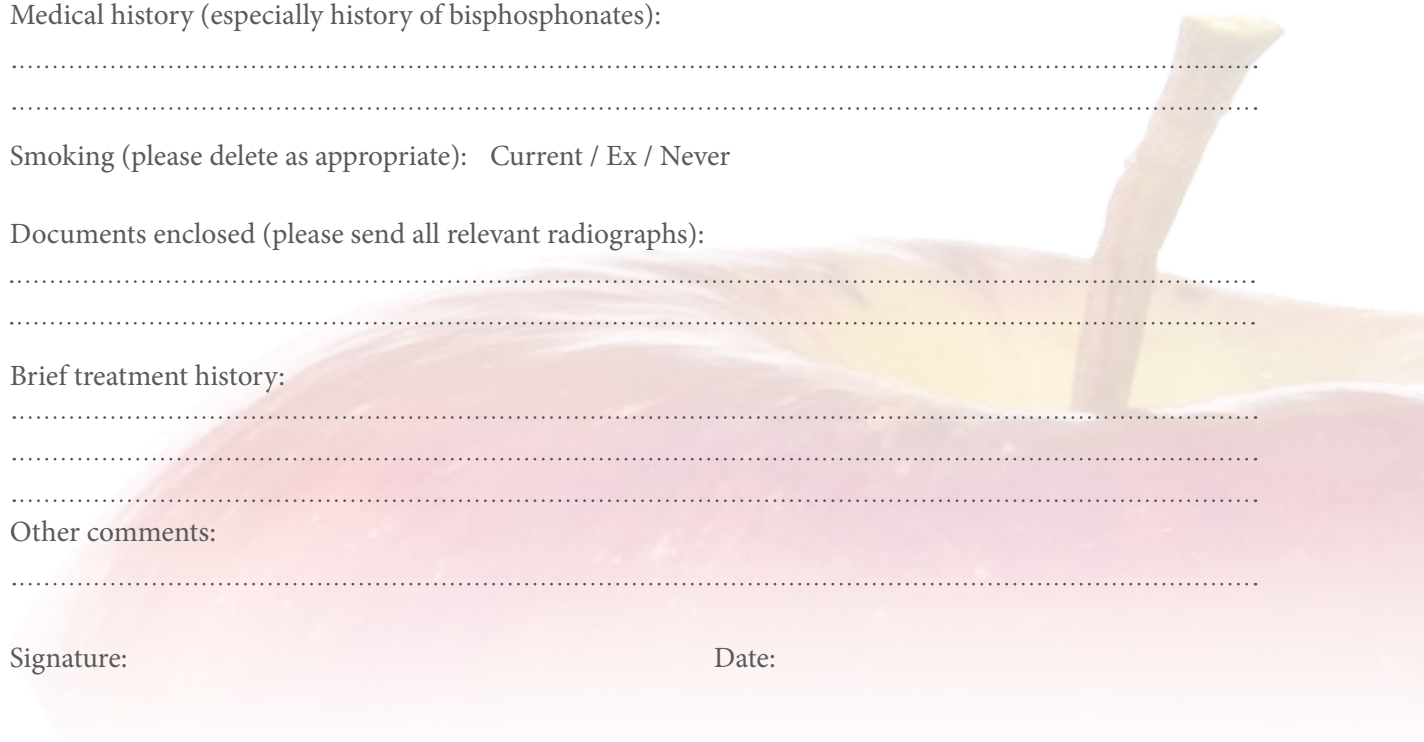 Medical history (especially history of bisphosphonates):
Smoking (please delete as appropriate): Current / Ex / Never
Documents enclosed (please send all relevant radiographs):
Brief treatment history:
Other comments:
Signature: Date: